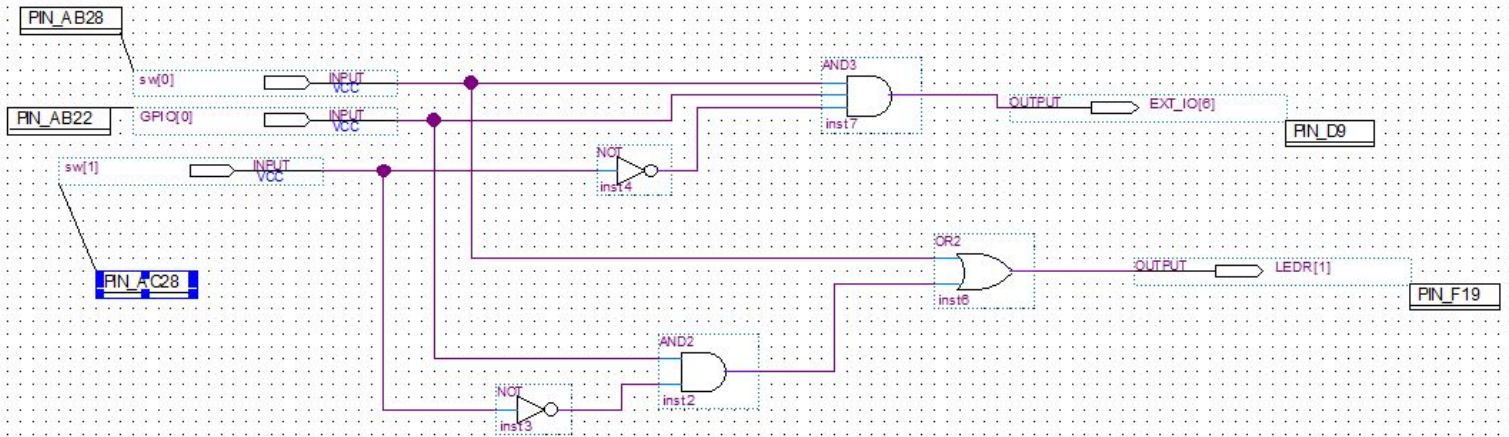 PIN_AB28
sw[0]
INPUT
VCC
AND3
inst7
OUTPUT
EXT_IO[6]
PIN_D9
PIN_AB22
GPIO[0]
INPUT
VCC
sw[1]
INPUT
VCC
NOT
inst4
PIN_AC28
OR2
inst6
OUTPUT
LEDR[1]
PIN_F19
AND2
inst2
NOT
inst3